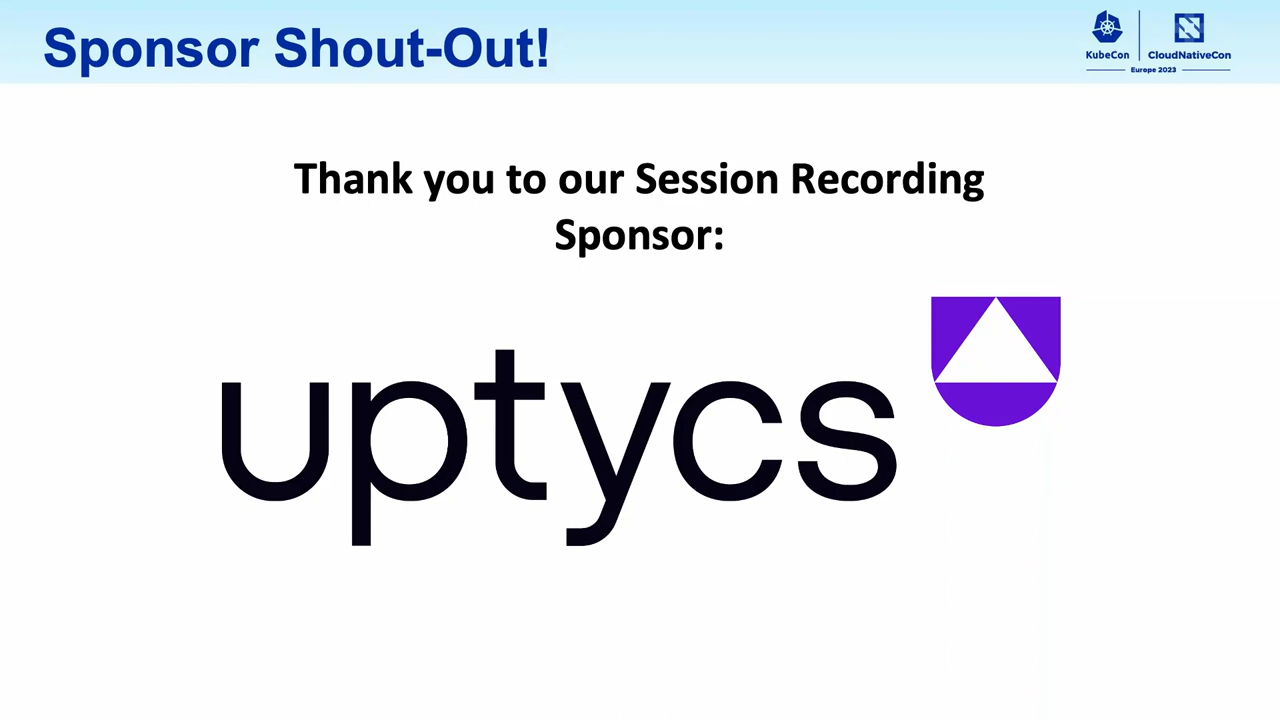 Sponsor Shout-Out!
KubeCon
CloudNativeCon
Europe 2023
Thank you to our Session Recording
Sponsor:
uptycs